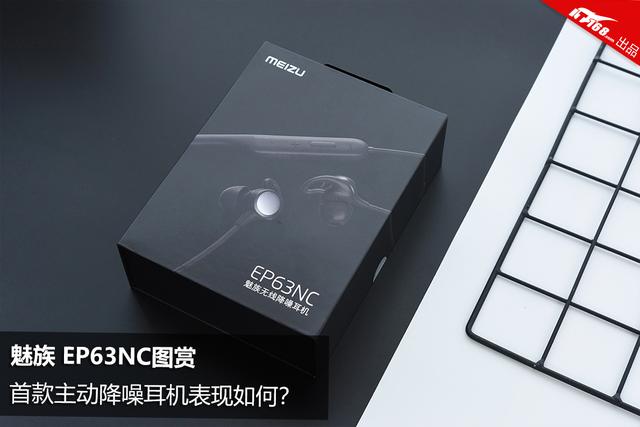 MEIZU
EP63NC
魅族无线降噪耳机
IT168.com 出品
魅族 EP63NC图赏
首款主动降噪耳机表现如何?